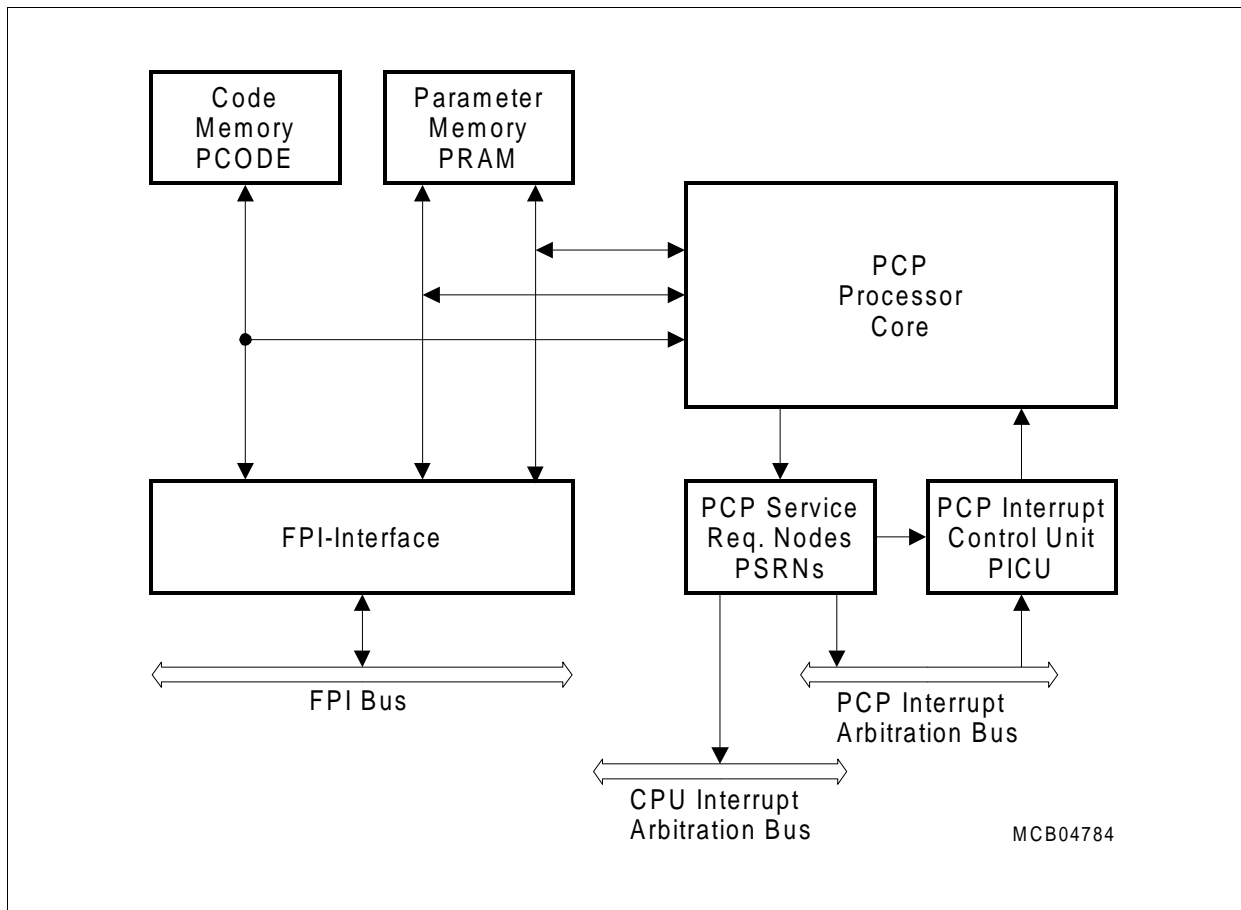 Code
Memory
PCODE
Parameter
Memory
PRAM
PCP
Processor
Core
FPI-Interface
PCP Service
Req. Nodes
PSRNs
PCP Interrupt
Control Unit
PICU
FPI Bus
PCP Interrupt
Arbitration Bus
CPU Interrupt
Arbitration Bus
MCB04784